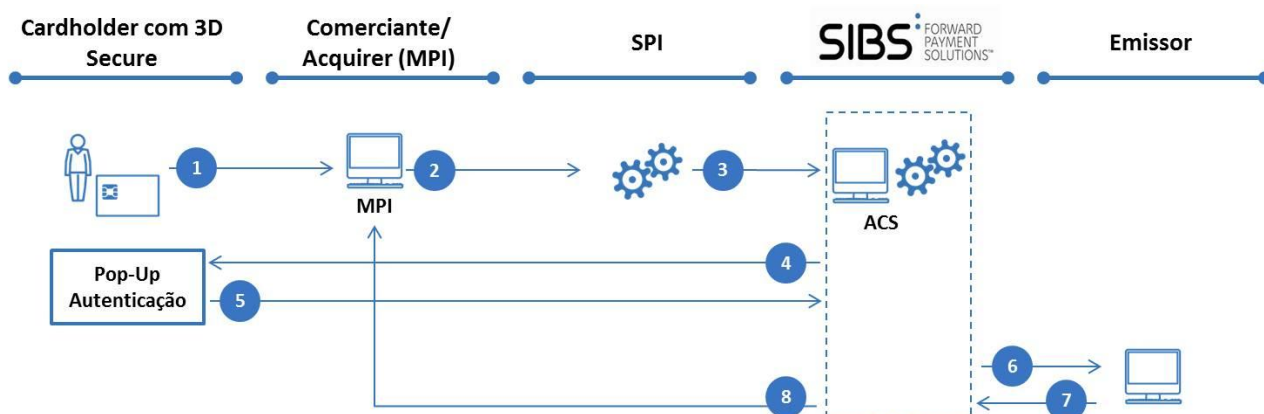 Cardholder com 3D
Secure
Comerciante/
Acquirer (MPI)
SPI
SIBS
FORWARD
PAYMENT
SOLUTIONS™
Emissor
1
2
3
MPI
ACS
4
Pop-Up
Autenticação
5
6
7
8